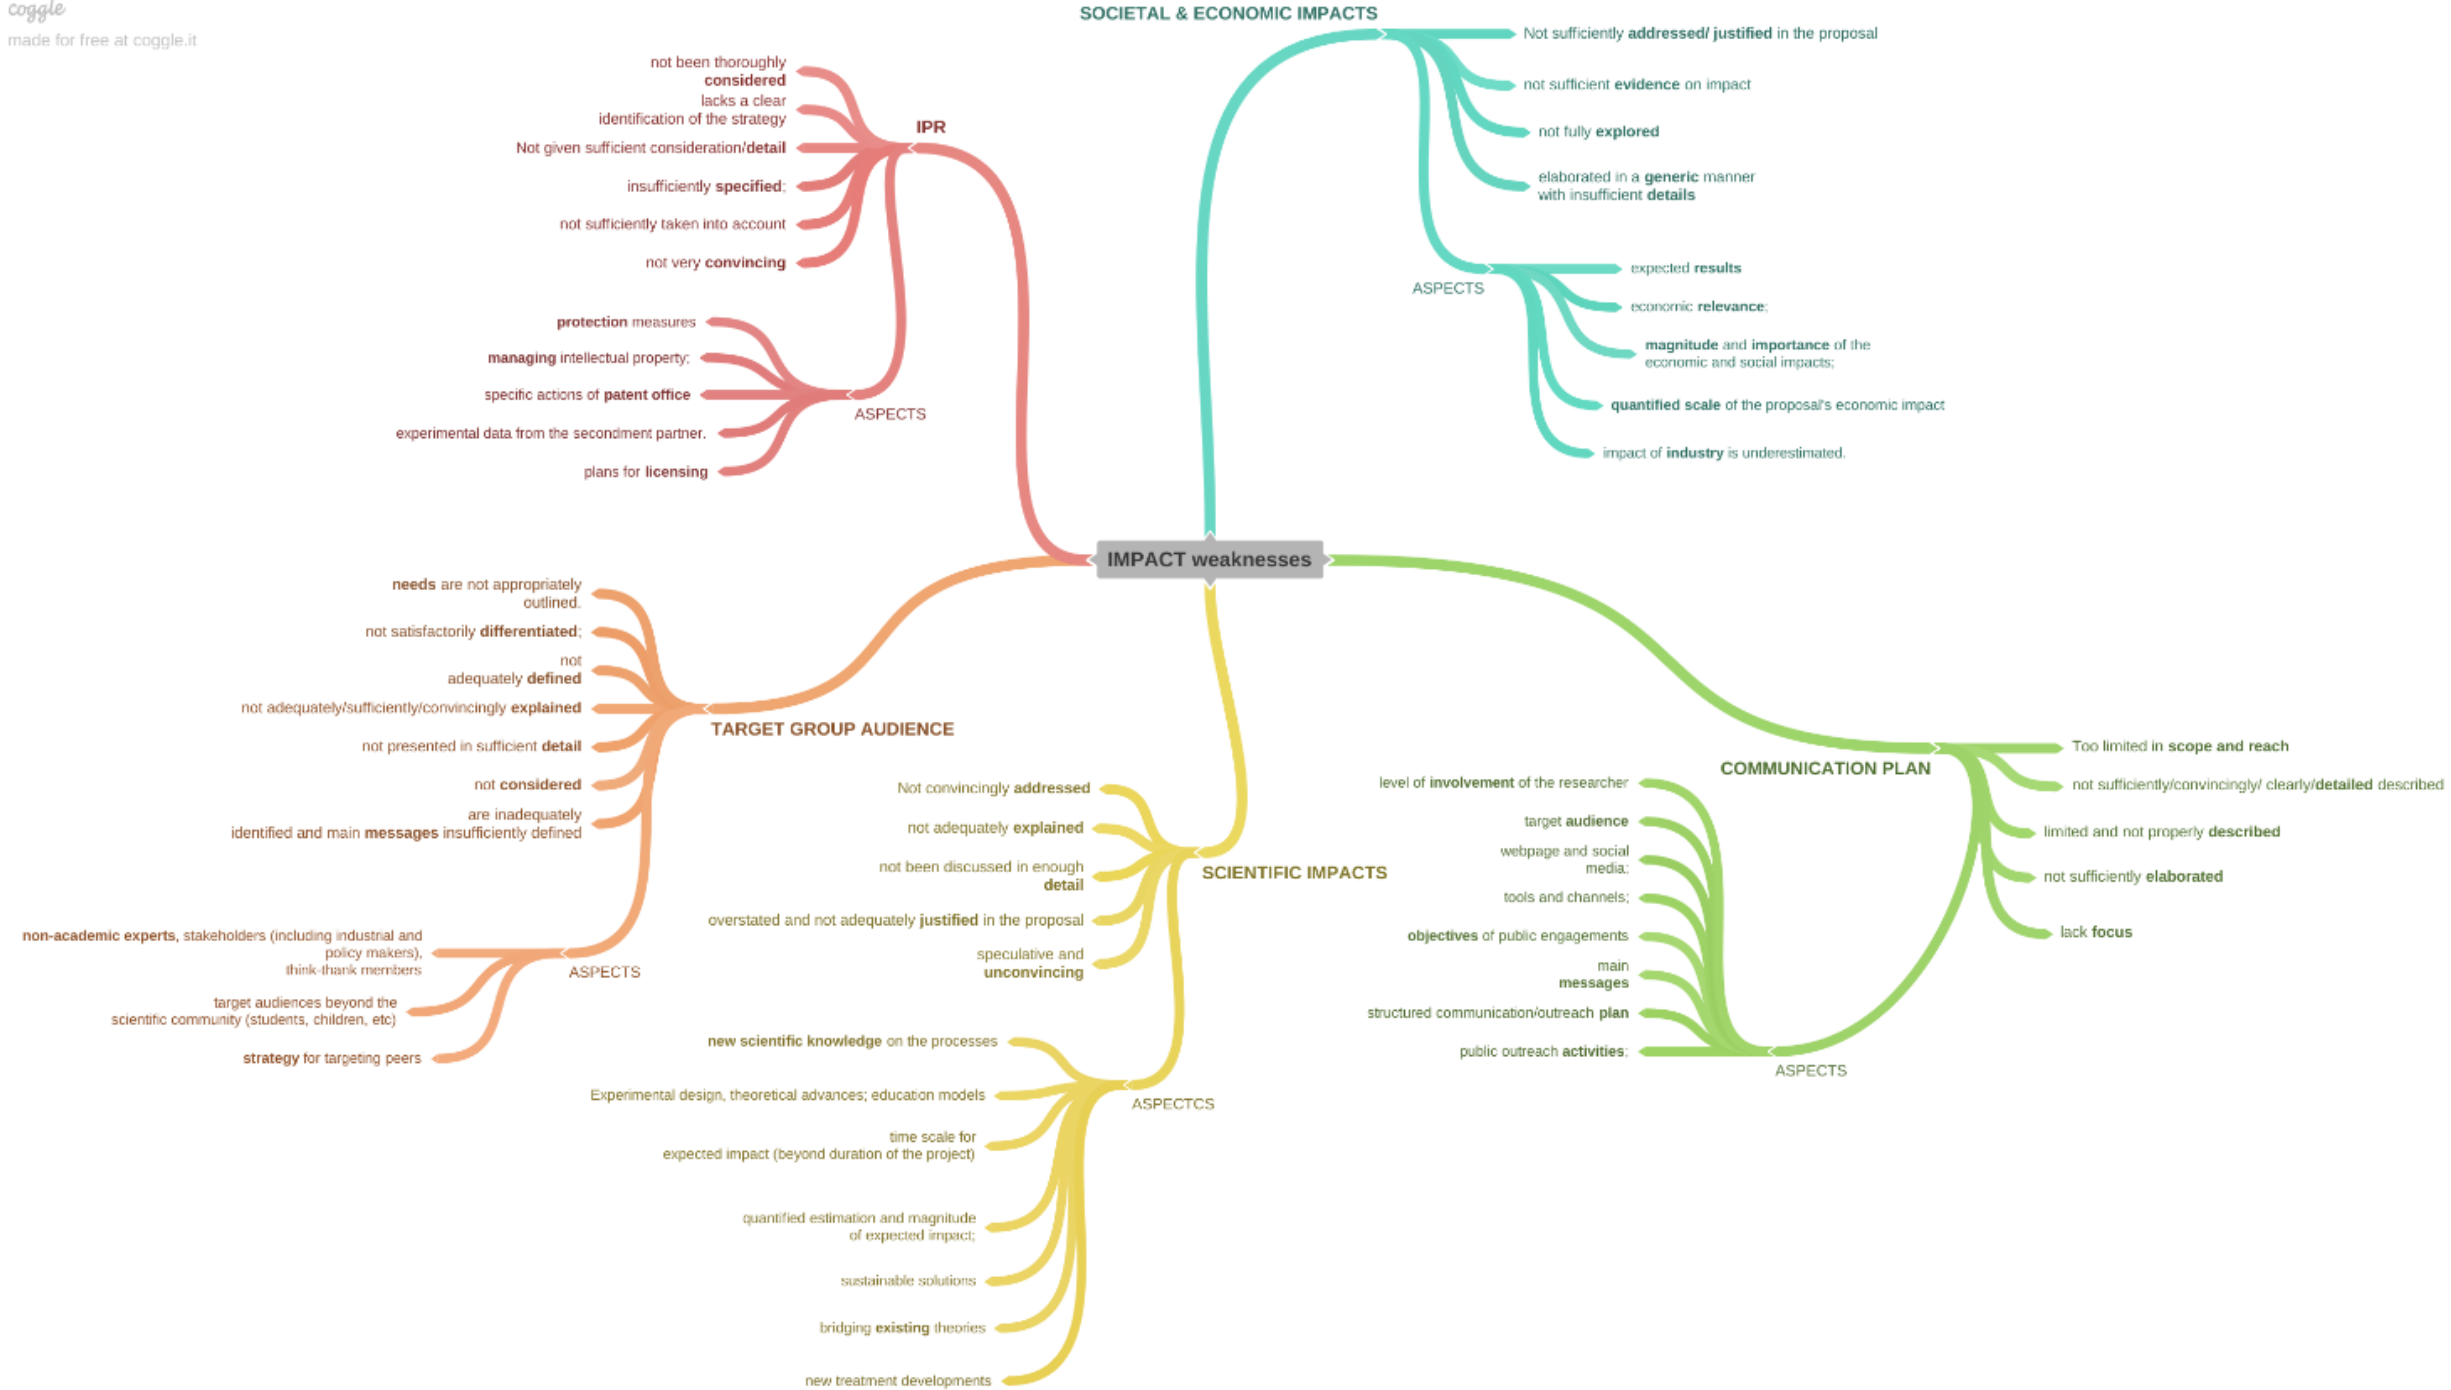 coggle
made for free at coggle.it
SOCIETAL & ECONOMIC IMPACTS
Not sufficiently addressed/ justified in the proposal
not sufficient evidence on impact
not fully explored
elaborated in a generic manner
with insufficient details
ASPECTS
expected results
economic relevance;
magnitude and importance of the
economic and social impacts;
quantified scale of the proposal's economic impact
impact of industry is underestimated.
IPR
not been thoroughly
considered
lacks a clear
identification of the strategy
Not given sufficient consideration/detail
insufficiently specified;
not sufficiently taken into account
not very convincing
ASPECTS
protection measures
managing intellectual property;
specific actions of patent office
experimental data from the secondment partner.
plans for licensing
IMPACT weaknesses
TARGET GROUP AUDIENCE
needs are not appropriately
outlined.
not satisfactorily differentiated;
not
adequately defined
not adequately/sufficiently/convincingly explained
not presented in sufficient detail
not considered
are inadequately
identified and main messages insufficiently defined
ASPECTS
non-academic experts, stakeholders (including industrial and
policy makers),
think-thank members
target audiences beyond the
scientific community (students, children, etc)
strategy for targeting peers
SCIENTIFIC IMPACTS
Not convincingly addressed
not adequately explained
not been discussed in enough
detail
overstated and not adequately justified in the proposal
speculative and
unconvincing
ASPECTCS
new scientific knowledge on the processes
Experimental design, theoretical advances; education models
time scale for
expected impact (beyond duration of the project)
quantified estimation and magnitude
of expected impact;
sustainable solutions
bridging existing theories
new treatment developments
COMMUNICATION PLAN
Too limited in scope and reach
not sufficiently/convincingly/ clearly/detailed described
limited and not properly described
not sufficiently elaborated
lack focus
ASPECTS
level of involvement of the researcher
target audience
webpage and social
media;
tools and channels;
objectives of public engagements
main
messages
structured communication/outreach plan
public outreach activities;